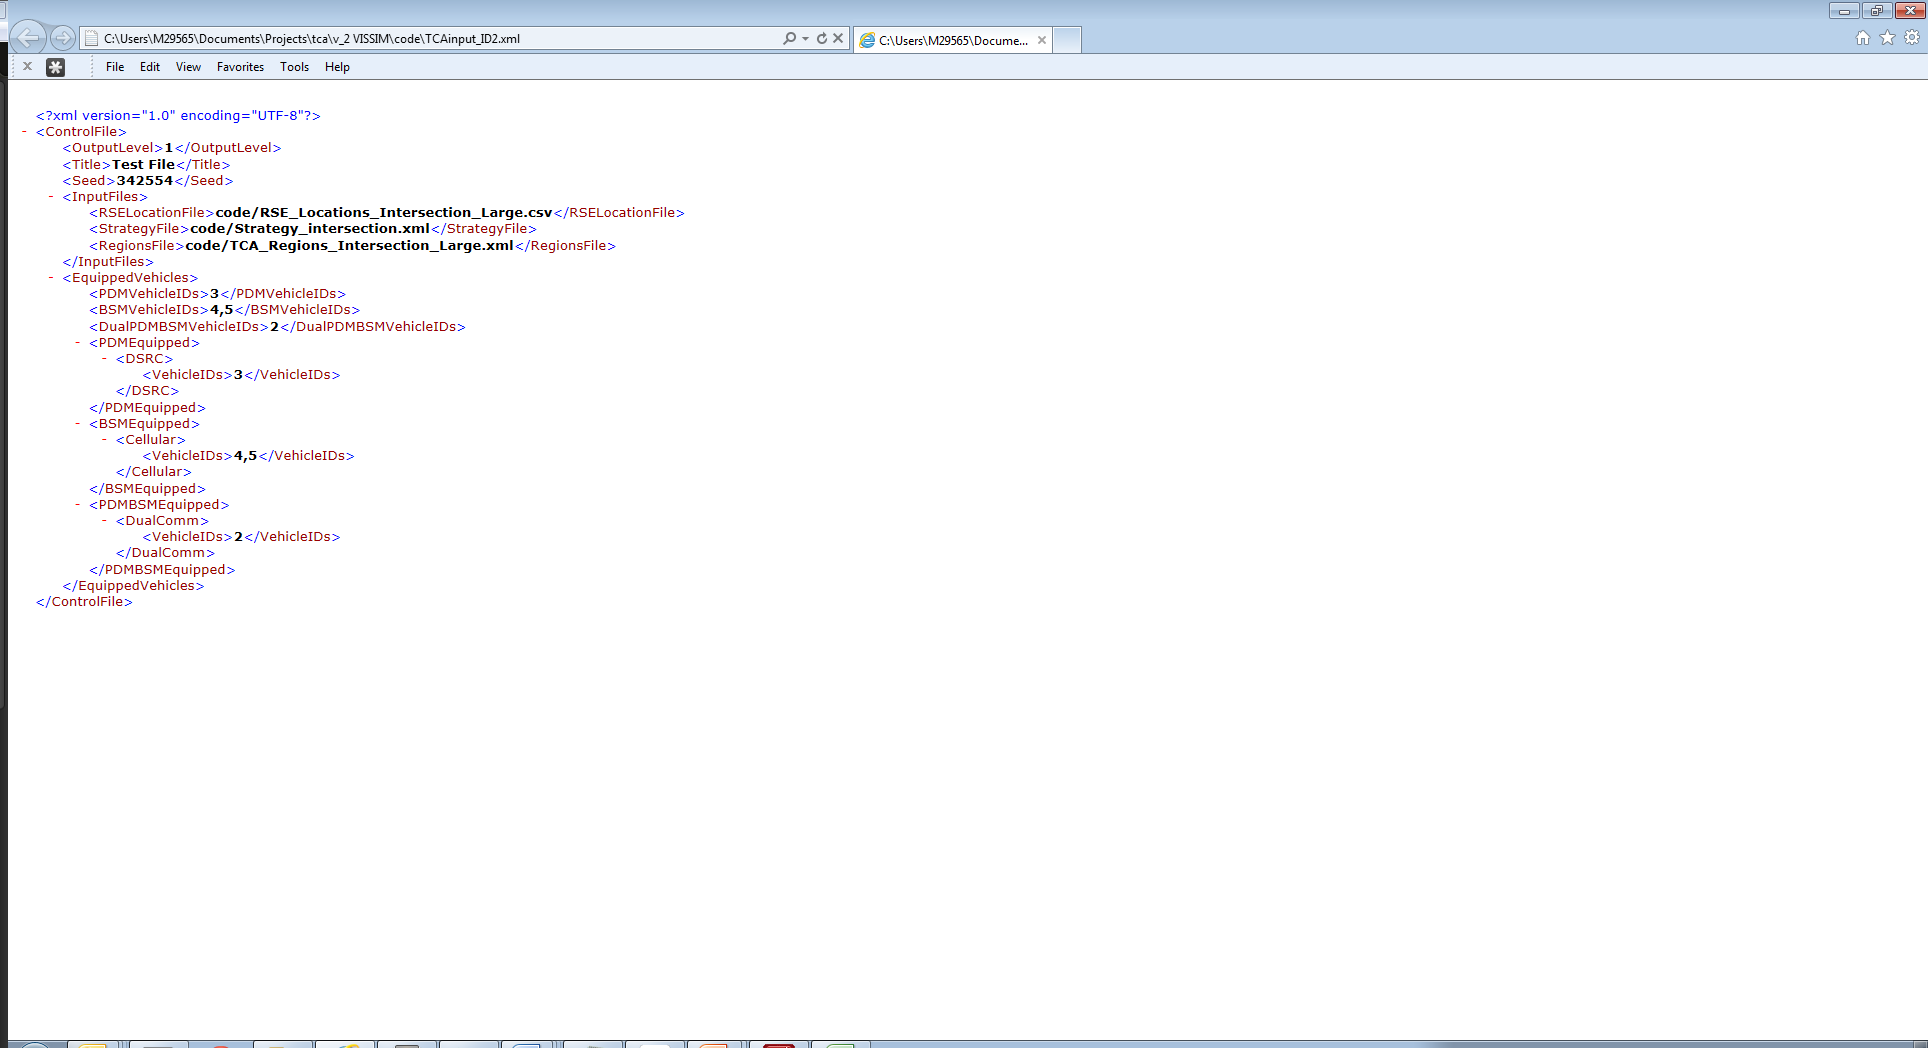 C:\Users\M29565\Documents\Projects\tca\v_2 VISSIM\code\TCAinput_ID2.xml
C:\Users\M29565\Docume...
File Edit View Favorites Tools Help
<?xml version="1.0" encoding="UTF-8"?>
- <ControlFile>
<OutputLevel>1</OutputLevel>
<Title>Test File</Title>
<Seed>342554</Seed>
- <InputFiles>
<RSELocationFile>code/RSE_Locations_Intersection_Large.csv</RSELocationFile>
<StrategyFile>code/Strategy_intersection.xml</StrategyFile>
<RegionsFile>code/TCA_Regions_Intersection_Large.xml</RegionsFile>
</InputFiles>
- <EquippedVehicles>
<PDMVehicleIDs>3</PDMVehicleIDs>
<BSMVehicleIDs>4,5</BSMVehicleIDs>
<DualPDMBSMVehicleIDs>2</DualPDMBSMVehicleIDs>
- <PDMEquipped>
- <DSRC>
<VehicleIDs>3</VehicleIDs>
</DSRC>
</PDMEquipped>
- <BSMEquipped>
- <Cellular>
<VehicleIDs>4,5</VehicleIDs>
</Cellular>
</BSMEquipped>
- <PDMBSMEquipped>
- <DualComm>
<VehicleIDs>2</VehicleIDs>
</DualComm>
</PDMBSMEquipped>
</EquippedVehicles>
</ControlFile>